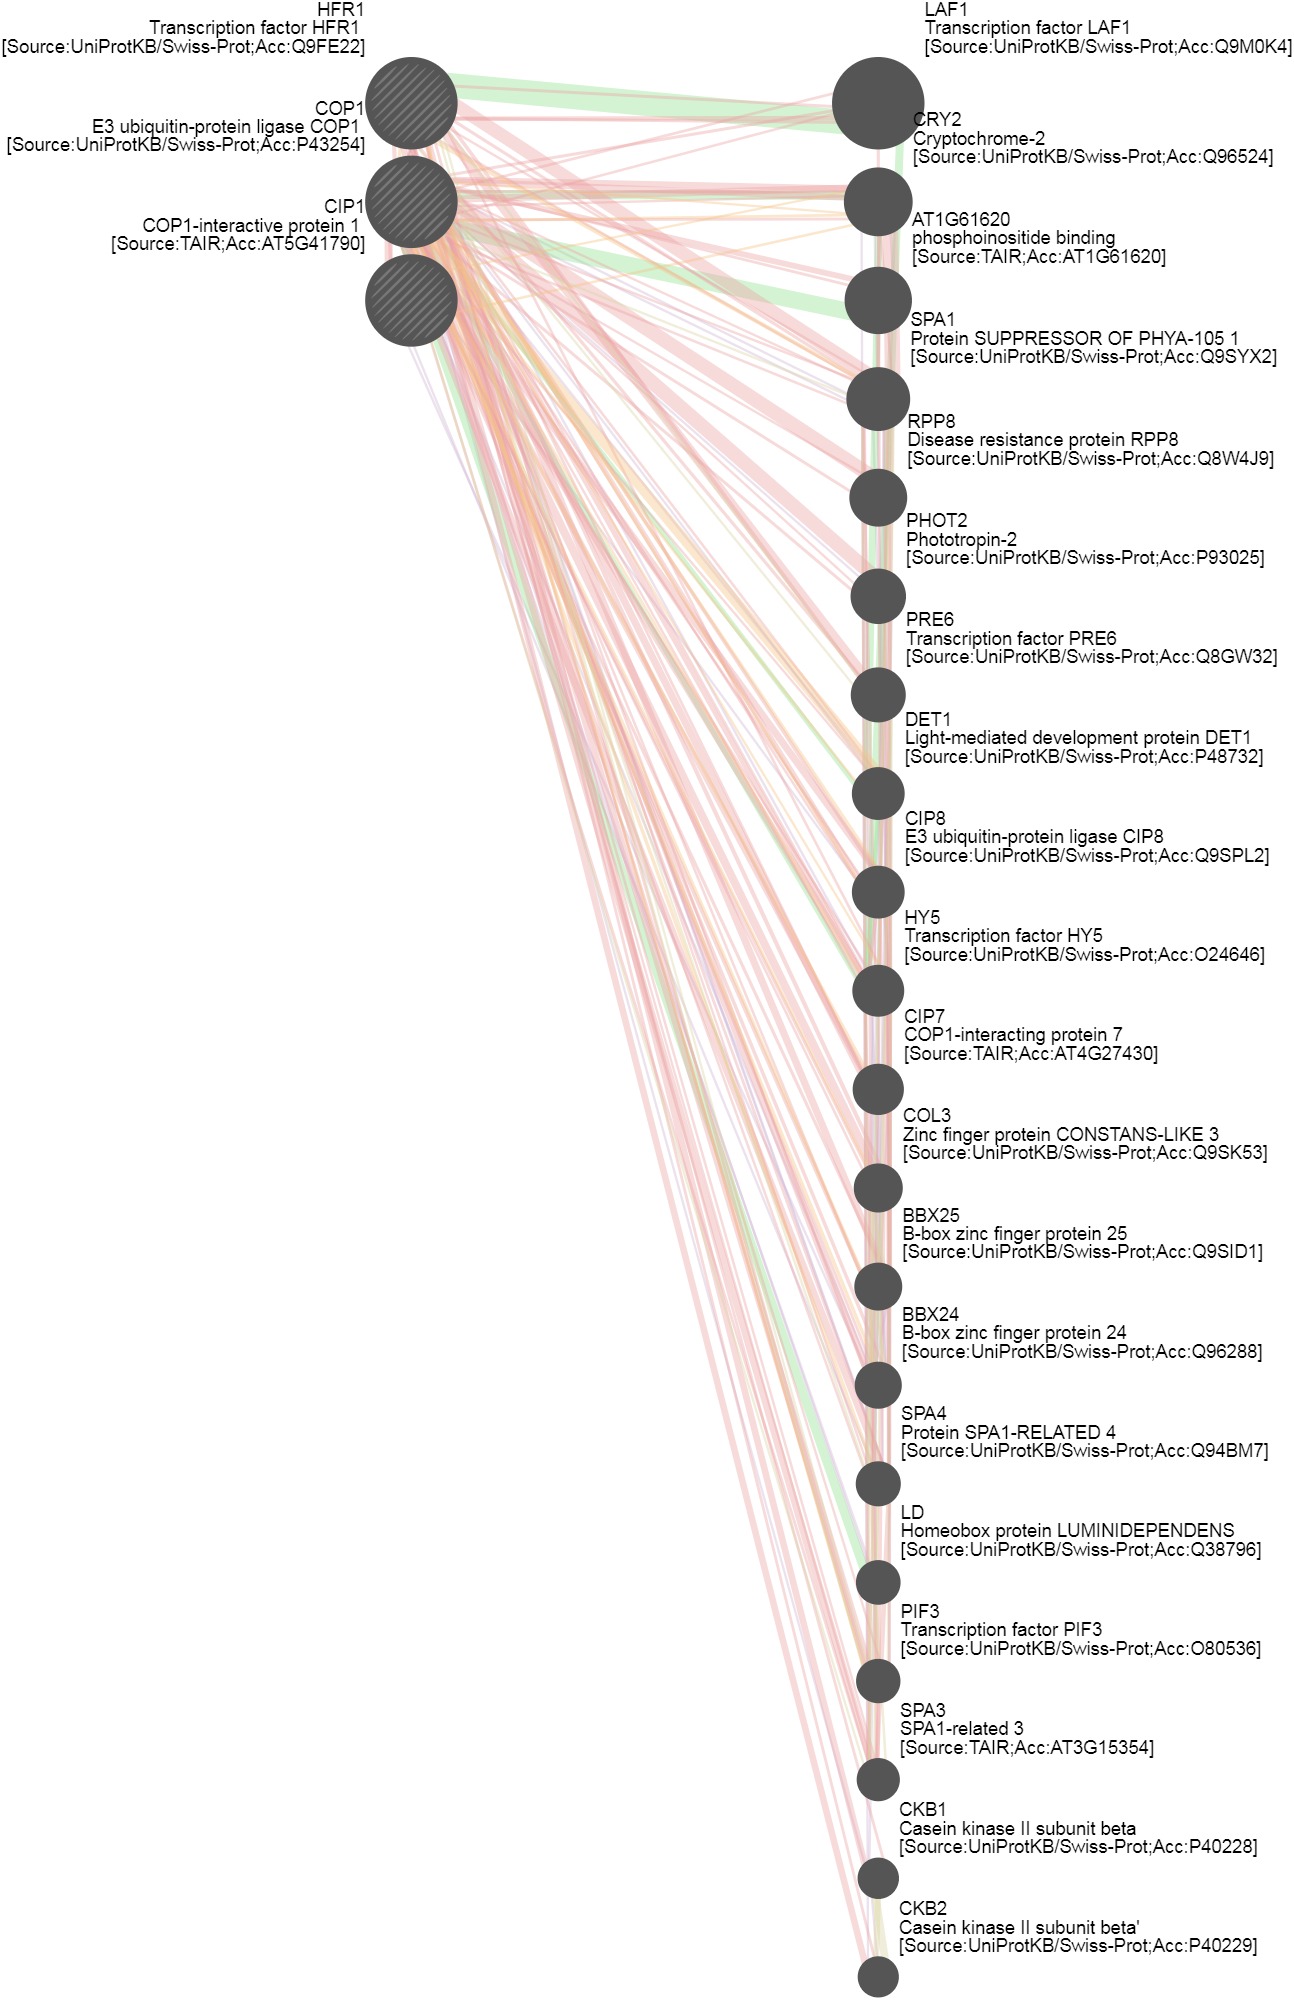 HFR1
Transcription factor HFR1
[Source:UniProtKB/Swiss-Prot;Acc:Q9FE22]
COP1
E3 ubiquitin-protein ligase COP1
[Source:UniProtKB/Swiss-Prot;Acc:P43254]
CIP1
COP1-interactive protein 1
[Source:TAIR;Acc:AT5G41790]
LAF1
Transcription factor LAF1
[Source:UniProtKB/Swiss-Prot;Acc:Q9M0K4]
CRY2
Cryptochrome-2
[Source:UniProtKB/Swiss-Prot;Acc:Q96524]
AT1G61620
phosphoinositide binding
[Source:TAIR;Acc:AT1G61620]
SPA1
Protein SUPPRESSOR OF PHYA-105 1
[Source:UniProtKB/Swiss-Prot;Acc:Q9SYX2]
RPP8
Disease resistance protein RPP8
[Source:UniProtKB/Swiss-Prot;Acc:Q8W4J9]
PHOT2
Phototropin-2
[Source:UniProtKB/Swiss-Prot;Acc:P93025]
PRE6
Transcription factor PRE6
[Source:UniProtKB/Swiss-Prot;Acc:Q8GW32]
DET1
Light-mediated development protein DET1
[Source:UniProtKB/Swiss-Prot;Acc:P48732]
CIP8
E3 ubiquitin-protein ligase CIP8
[Source:UniProtKB/Swiss-Prot;Acc:Q9SPL2]
HY5
Transcription factor HY5
[Source:UniProtKB/Swiss-Prot;Acc:O24646]
CIP7
COP1-interacting protein 7
[Source:TAIR;Acc:AT4G27430]
COL3
Zinc finger protein CONSTANS-LIKE 3
[Source:UniProtKB/Swiss-Prot;Acc:Q9SK53]
BBX25
B-box zinc finger protein 25
[Source:UniProtKB/Swiss-Prot;Acc:Q9SID1]
BBX24
B-box zinc finger protein 24
[Source:UniProtKB/Swiss-Prot;Acc:Q96288]
SPA4
Protein SPA1-RELATED 4
[Source:UniProtKB/Swiss-Prot;Acc:Q94BM7]
LD
Homeobox protein LUMINIDEPENDENS
[Source:UniProtKB/Swiss-Prot;Acc:Q38796]
PIF3
Transcription factor PIF3
[Source:UniProtKB/Swiss-Prot;Acc:O80536]
SPA3
SPA1-related 3
[Source:TAIR;Acc:AT3G15354]
CKB1
Casein kinase II subunit beta
[Source:UniProtKB/Swiss-Prot;Acc:P40228]
CKB2
Casein kinase II subunit beta'
[Source:UniProtKB/Swiss-Prot;Acc:P40229]